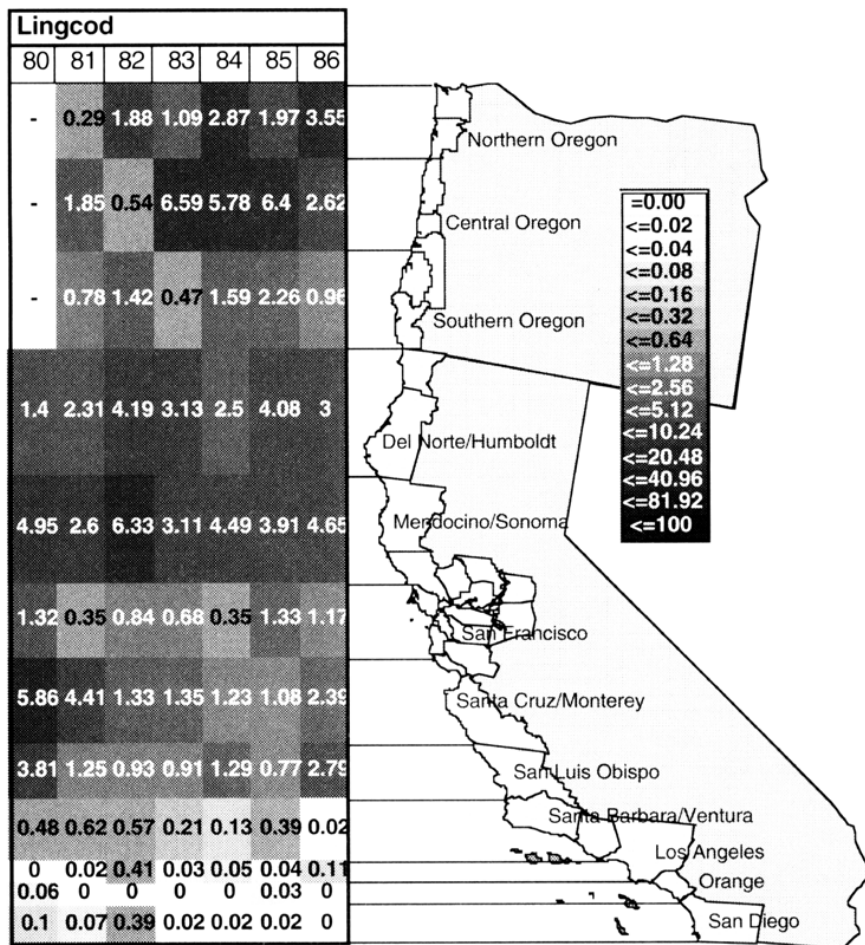 Lingcod
80 81 82 83 84 85 86
- 0.29 1.88 1.09 2.87 1.97 3.55
- 1.85 0.54 6.59 5.78 6.4 2.62
- 0.78 1.42 0.47 1.59 2.26 0.96
1.4 2.31 4.19 3.13 2.5 4.08 3
4.95 2.6 6.33 3.11 4.49 3.91 4.65
1.32 0.35 0.84 0.68 0.35 1.33 1.17
5.86 4.41 1.33 1.35 1.23 1.08 2.39
3.81 1.25 0.93 0.91 1.29 0.77 2.79
0.48 0.62 0.57 0.21 0.13 0.39 0.02
0 0.02 0.41 0.03 0.05 0.04 0.11
0.06 0 0 0 0 0.03 0
0.1 0.07 0.39 0.02 0.02 0.02 0
Northern Oregon
Central Oregon
Southern Oregon
Del Norte/Humboldt
Mendocino/Sonoma
San Francisco
Santa Cruz/Monterey
San Luis Obispo
Santa Barbara/Ventura
Los Angeles
Orange
San Diego
=0.00
<=0.02
<=0.04
<=0.08
<=0.16
<=0.32
<=0.64
<=1.28
<=2.56
<=5.12
<=10.24
<=20.48
<=40.96
<=81.92
<=100